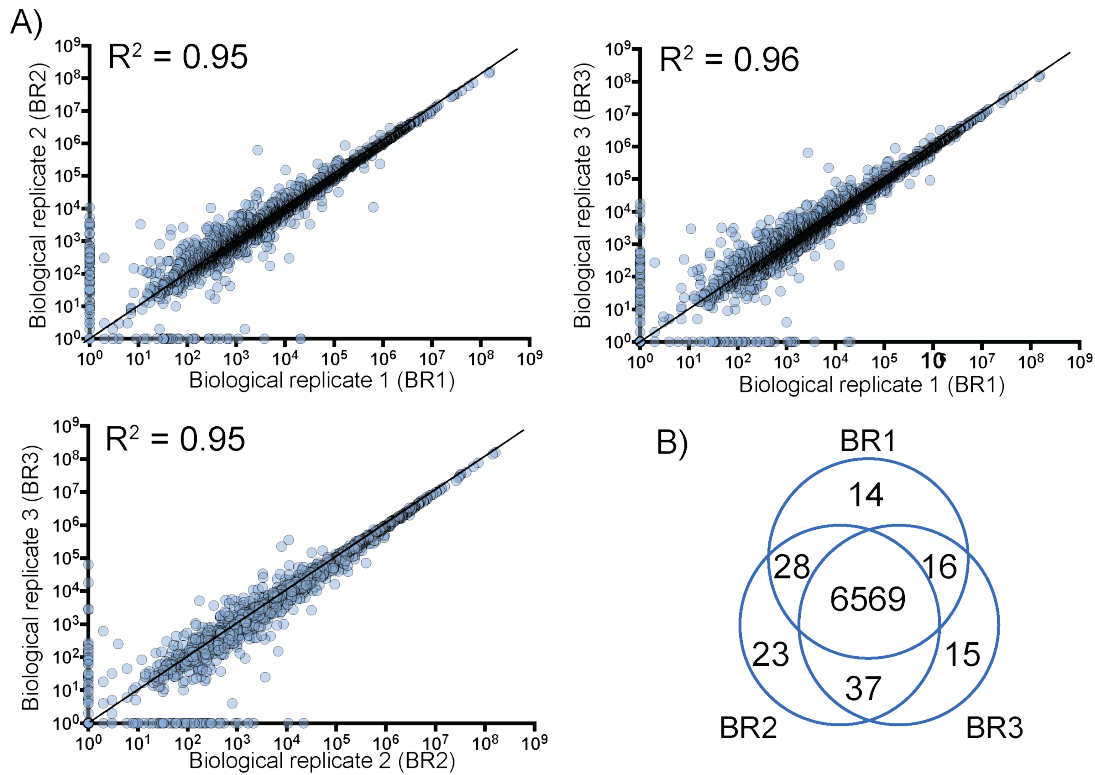 A)
R² = 0.95
Biological replicate 2 (BR2)
10⁹
10⁸
10⁷
10⁶
10⁵
10⁴
10³
10²
10¹
10⁰
10⁰ 10¹ 10² 10³ 10⁴ 10⁵ 10⁶ 10⁷ 10⁸ 10⁹
Biological replicate 1 (BR1)
R² = 0.96
Biological replicate 3 (BR3)
10⁹
10⁸
10⁷
10⁶
10⁵
10⁴
10³
10²
10¹
10⁰
10⁰ 10¹ 10² 10³ 10⁴ 10⁵ 10⁶ 10⁷ 10⁸ 10⁹
Biological replicate 1 (BR1)
R² = 0.95
Biological replicate 3 (BR3)
10⁹
10⁸
10⁷
10⁶
10⁵
10⁴
10³
10²
10¹
10⁰
10⁰ 10¹ 10² 10³ 10⁴ 10⁵ 10⁶ 10⁷ 10⁸ 10⁹
Biological replicate 2 (BR2)
B)
BR1
14
28 16
6569
23 15
37
BR2 BR3